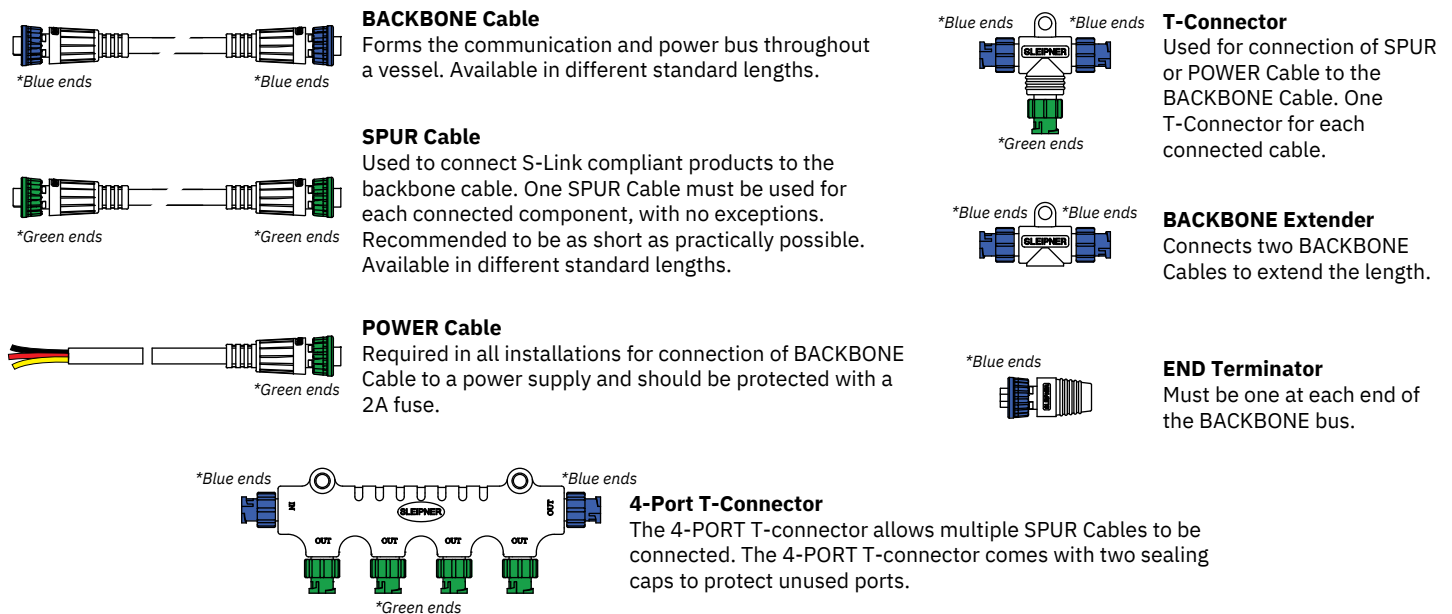 BACKBONE Cable
Forms the communication and power bus throughout
a vessel. Available in different standard lengths.
*Blue ends
*Blue ends
SPUR Cable
Used to connect S-Link compliant products to the
backbone cable. One SPUR Cable must be used for
each connected component, with no exceptions.
Recommended to be as short as practically possible.
Available in different standard lengths.
*Green ends
*Green ends
POWER Cable
Required in all installations for connection of BACKBONE
Cable to a power supply and should be protected with a
2A fuse.
*Green ends
*Blue ends
*Blue ends
SLEIPNER
*Green ends
T-Connector
Used for connection of SPUR
or POWER Cable to the
BACKBONE Cable. One
T-Connector for each
connected cable.
*Blue ends
*Blue ends
SLEIPNER
BACKBONE Extender
Connects two BACKBONE
Cables to extend the length.
*Blue ends
SLEIPNER
END Terminator
Must be one at each end of
the BACKBONE bus.
*Blue ends
*Blue ends
IN
SLEIPNER
OUT
OUT
OUT
OUT
OUT
*Green ends
4-Port T-Connector
The 4-PORT T-connector allows multiple SPUR Cables to be
connected. The 4-PORT T-connector comes with two sealing
caps to protect unused ports.